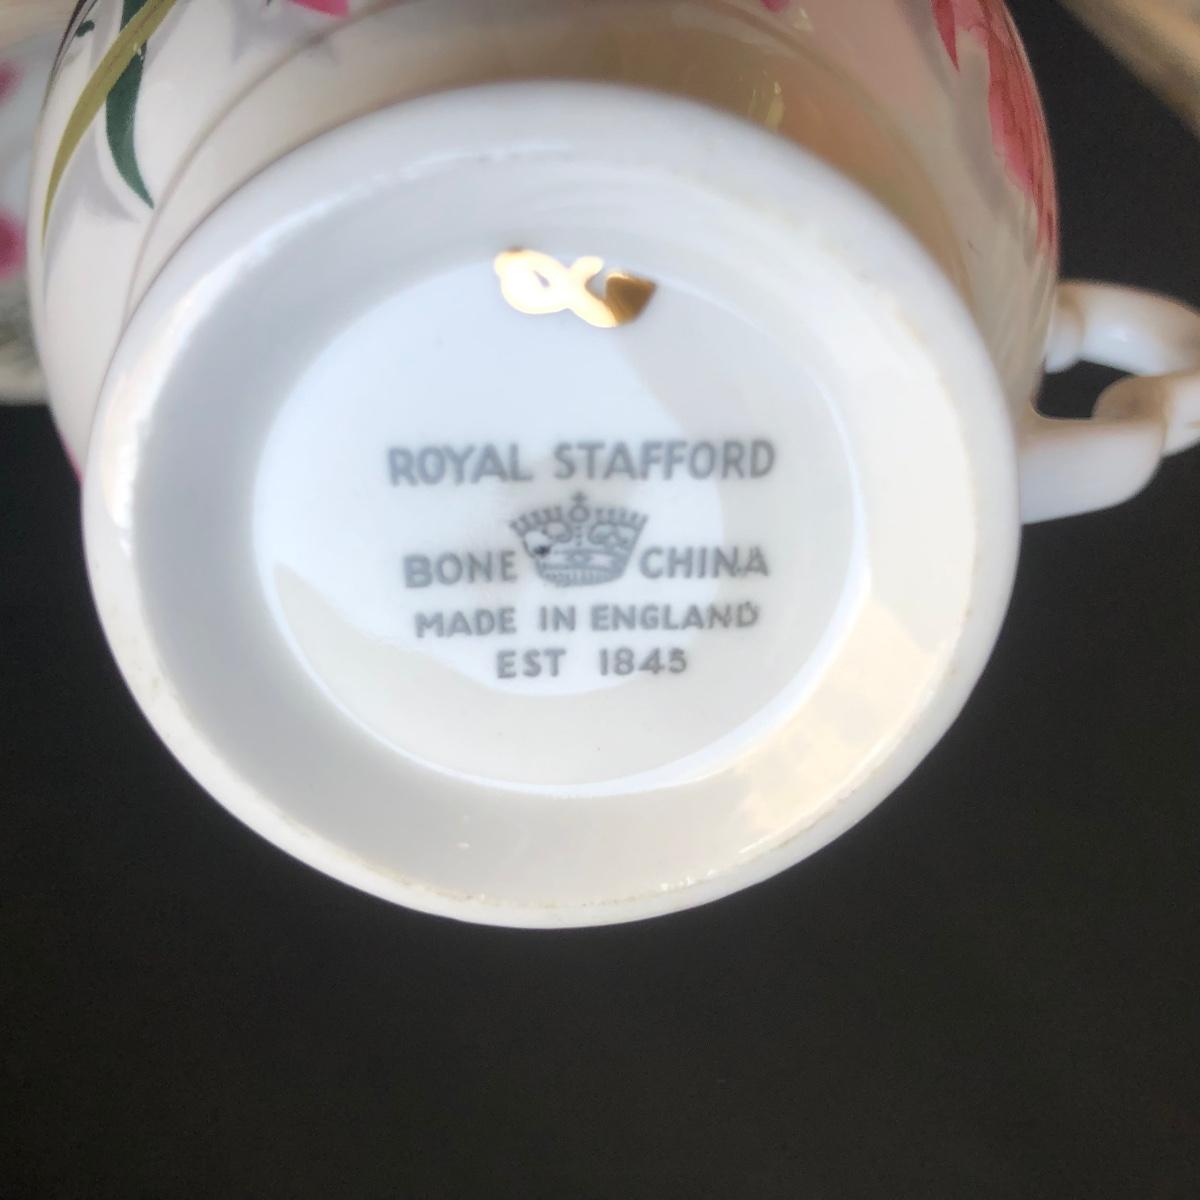 ROYAL STAFFORD
BONE CHINA
MADE IN ENGLAND
EST 1845